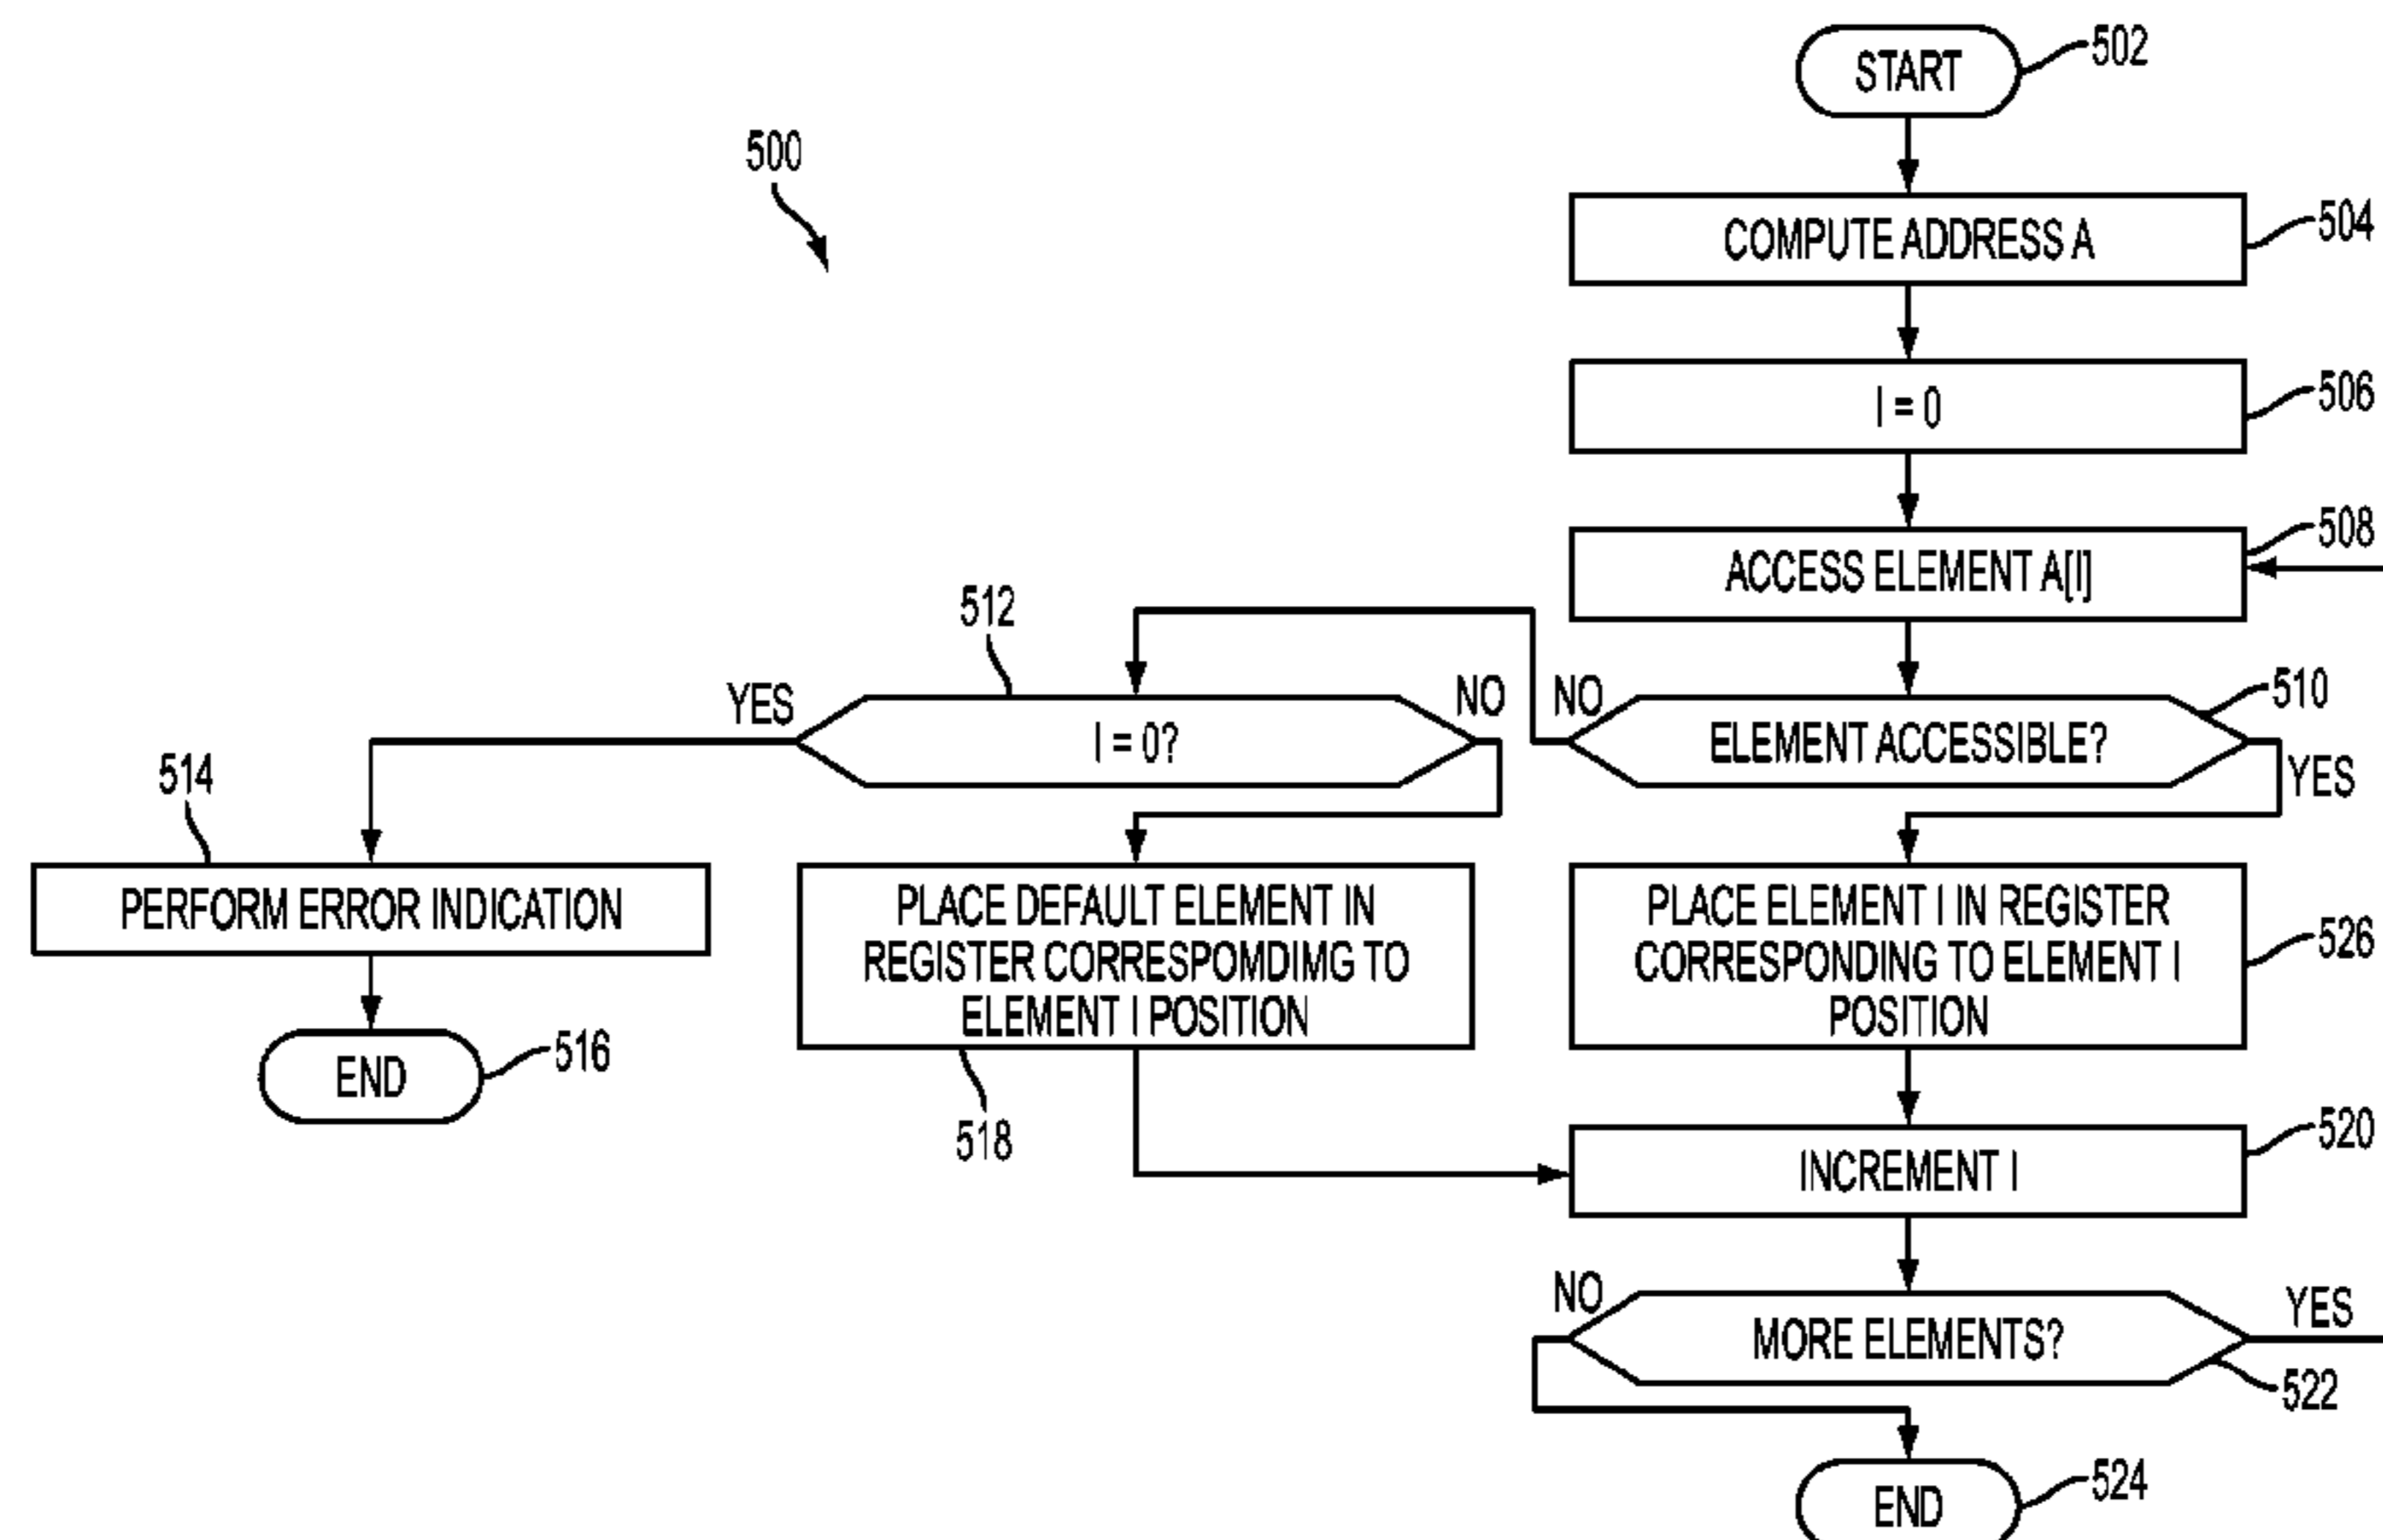 START
502
500
COMPUTE ADDRESS A
504
I = 0
506
ACCESS ELEMENT A[I]
508
512
YES
I = 0?
NO
NO
ELEMENT ACCESSIBLE?
510
YES
514
PERFORM ERROR INDICATION
PLACE DEFAULT ELEMENT IN
REGISTER CORRESPOMDIMG TO
ELEMENT I POSITION
PLACE ELEMENT I IN REGISTER
CORRESPONDING TO ELEMENT I
POSITION
526
END
516
518
INCREMENT I
520
NO
MORE ELEMENTS?
YES
522
END
524